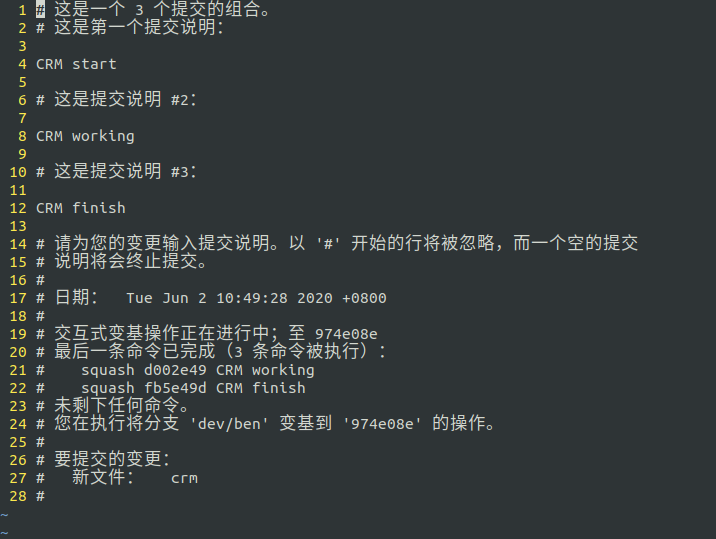 1 # 这是一个 3 个提交的组合。
2 # 这是第一个提交说明：
3
4 CRM start
5
6 # 这是提交说明 #2：
7
8 CRM working
9
10 # 这是提交说明 #3：
11
12 CRM finish
13
14 # 请为您的变更输入提交说明。以 '#' 开始的行将被忽略，而一个空的提交
15 # 说明将会终止提交。
16 #
17 # 日期：  Tue Jun 2 10:49:28 2020 +0800
18 #
19 # 交互式变基操作正在进行中；至 974e08e
20 # 最后一条命令已完成（3 条命令被执行）：
21 #    squash d002e49 CRM working
22 #    squash fb5e49d CRM finish
23 # 未剩下任何命令。
24 # 您在执行将分支 'dev/ben' 变基到 '974e08e' 的操作。
25 #
26 # 要提交的变更：
27 #   新文件：   crm
28 #
~
~